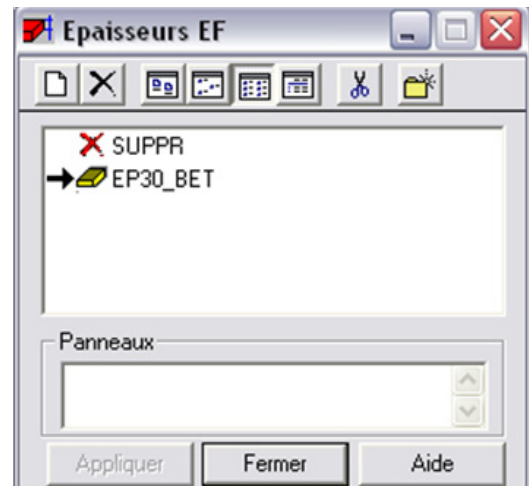 Epaisseurs EF
SUPPR
EP30_BET
Panneaux
Appliquer Fermer Aide